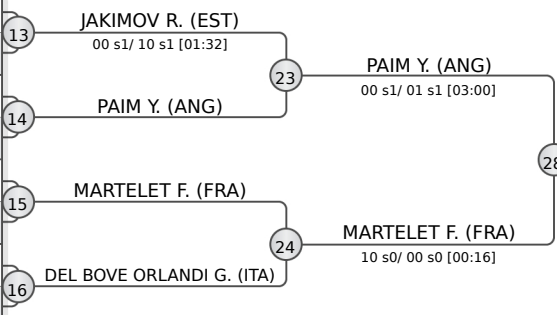 13
JAKIMOV R. (EST)
00 s1/ 10 s1 [01:32]
23
PAIM Y. (ANG)
00 s1/ 01 s1 [03:00]
14
PAIM Y. (ANG)
28
15
MARTELET F. (FRA)
24
MARTELET F. (FRA)
10 s0/ 00 s0 [00:16]
16
DEL BOVE ORLANDI G. (ITA)